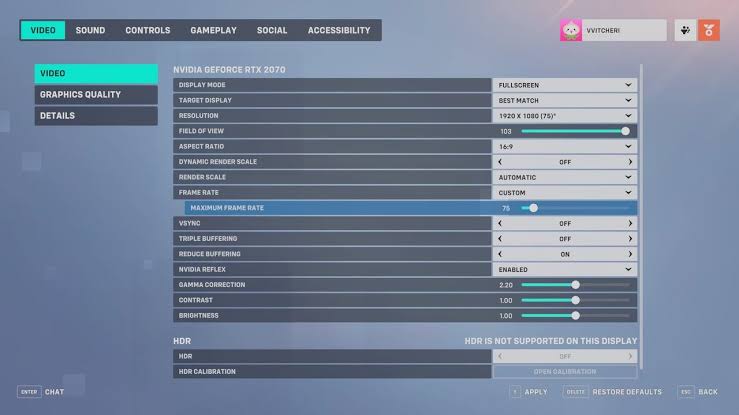 VIDEO SOUND CONTROLS GAMEPLAY SOCIAL ACCESSIBILITY VVITCHERI
VIDEO
GRAPHICS QUALITY
DETAILS
NVIDIA GEFORCE RTX 2070
DISPLAY MODE FULLSCREEN
TARGET DISPLAY BEST MATCH
RESOLUTION 1920 X 1080 (75)*
FIELD OF VIEW 103
ASPECT RATIO 16:9
DYNAMIC RENDER SCALE OFF
RENDER SCALE AUTOMATIC
FRAME RATE CUSTOM
MAXIMUM FRAME RATE 75
VSYNC OFF
TRIPLE BUFFERING OFF
REDUCE BUFFERING ON
NVIDIA REFLEX ENABLED
GAMMA CORRECTION 2.20
CONTRAST 1.00
BRIGHTNESS 1.00
HDR HDR IS NOT SUPPORTED ON THIS DISPLAY
HDR OFF
HDR CALIBRATION OPEN CALIBRATION
ENTER CHAT APPLY DELETE RESTORE DEFAULTS ESC BACK